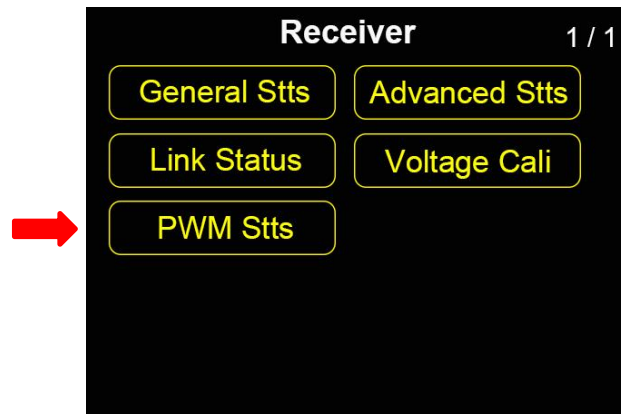 Receiver 1 / 1
General Stts Advanced Stts
Link Status Voltage Cali
PWM Stts